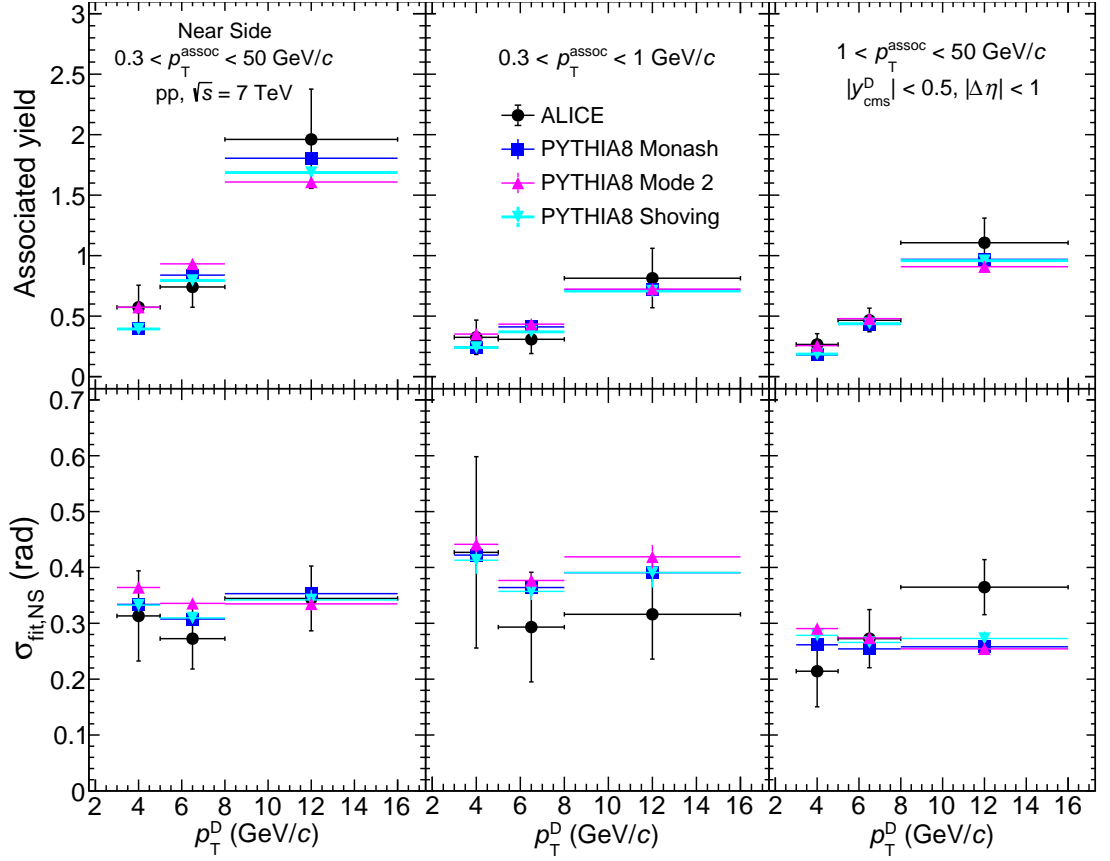 Near Side
0.3 < p_T^assoc < 50 GeV/c
pp, √s = 7 TeV
0.3 < p_T^assoc < 1 GeV/c
1 < p_T^assoc < 50 GeV/c
|y_cms^D| < 0.5, |Δη| < 1
ALICE
PYTHIA8 Monash
PYTHIA8 Mode 2
PYTHIA8 Shoving
Associated yield
3
2.5
2
1.5
1
0.5
0
σ_fit,NS (rad)
0.7
0.6
0.5
0.4
0.3
0.2
0.1
0
2 4 6 8 10 12 14 16
2 4 6 8 10 12 14 16
2 4 6 8 10 12 14 16
p_T^D (GeV/c)
p_T^D (GeV/c)
p_T^D (GeV/c)